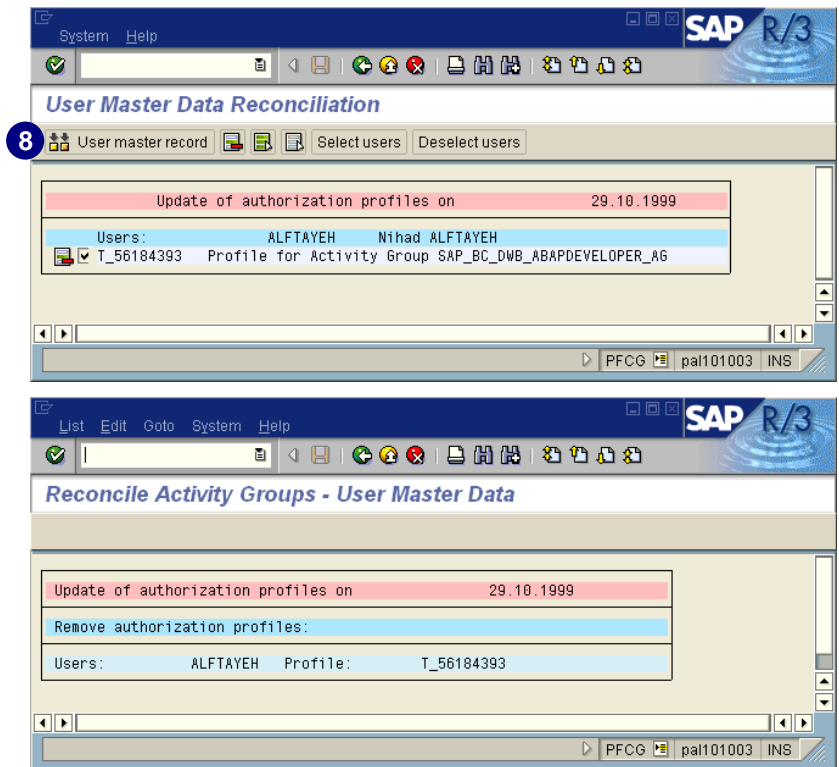 System Help
SAP R/3
User Master Data Reconciliation
8 User master record Select users Deselect users
Update of authorization profiles on 29.10.1999
Users: ALFTAYEH Nihad ALFTAYEH
T_56184393 Profile for Activity Group SAP_BC_DWB_ABAPDEVELOPER_AG
PFCG pal101003 INS
List Edit Goto System Help
SAP R/3
Reconcile Activity Groups - User Master Data
Update of authorization profiles on 29.10.1999
Remove authorization profiles:
Users: ALFTAYEH Profile: T_56184393
PFCG pal101003 INS